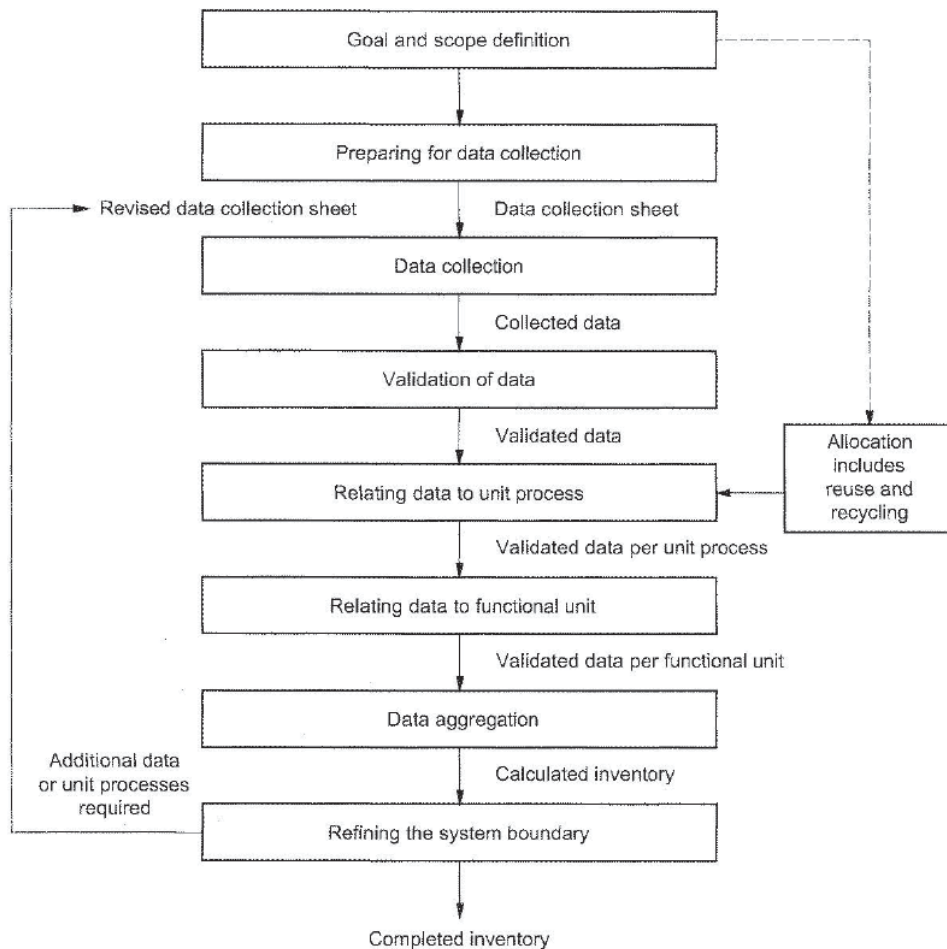 Goal and scope definition
Preparing for data collection
Revised data collection sheet
Data collection sheet
Data collection
Collected data
Validation of data
Validated data
Allocation
includes
reuse and
recycling
Relating data to unit process
Validated data per unit process
Relating data to functional unit
Validated data per functional unit
Data aggregation
Additional data
or unit processes
required
Calculated inventory
Refining the system boundary
Completed inventory